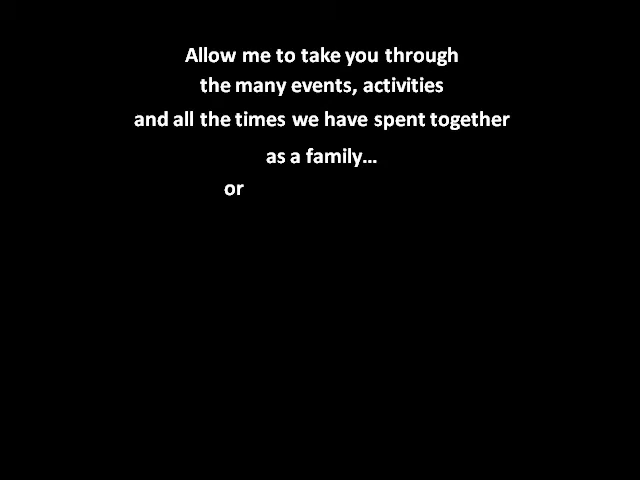 Allow me to take you through
the many events, activities
and all the times we have spent together
as a family...
or